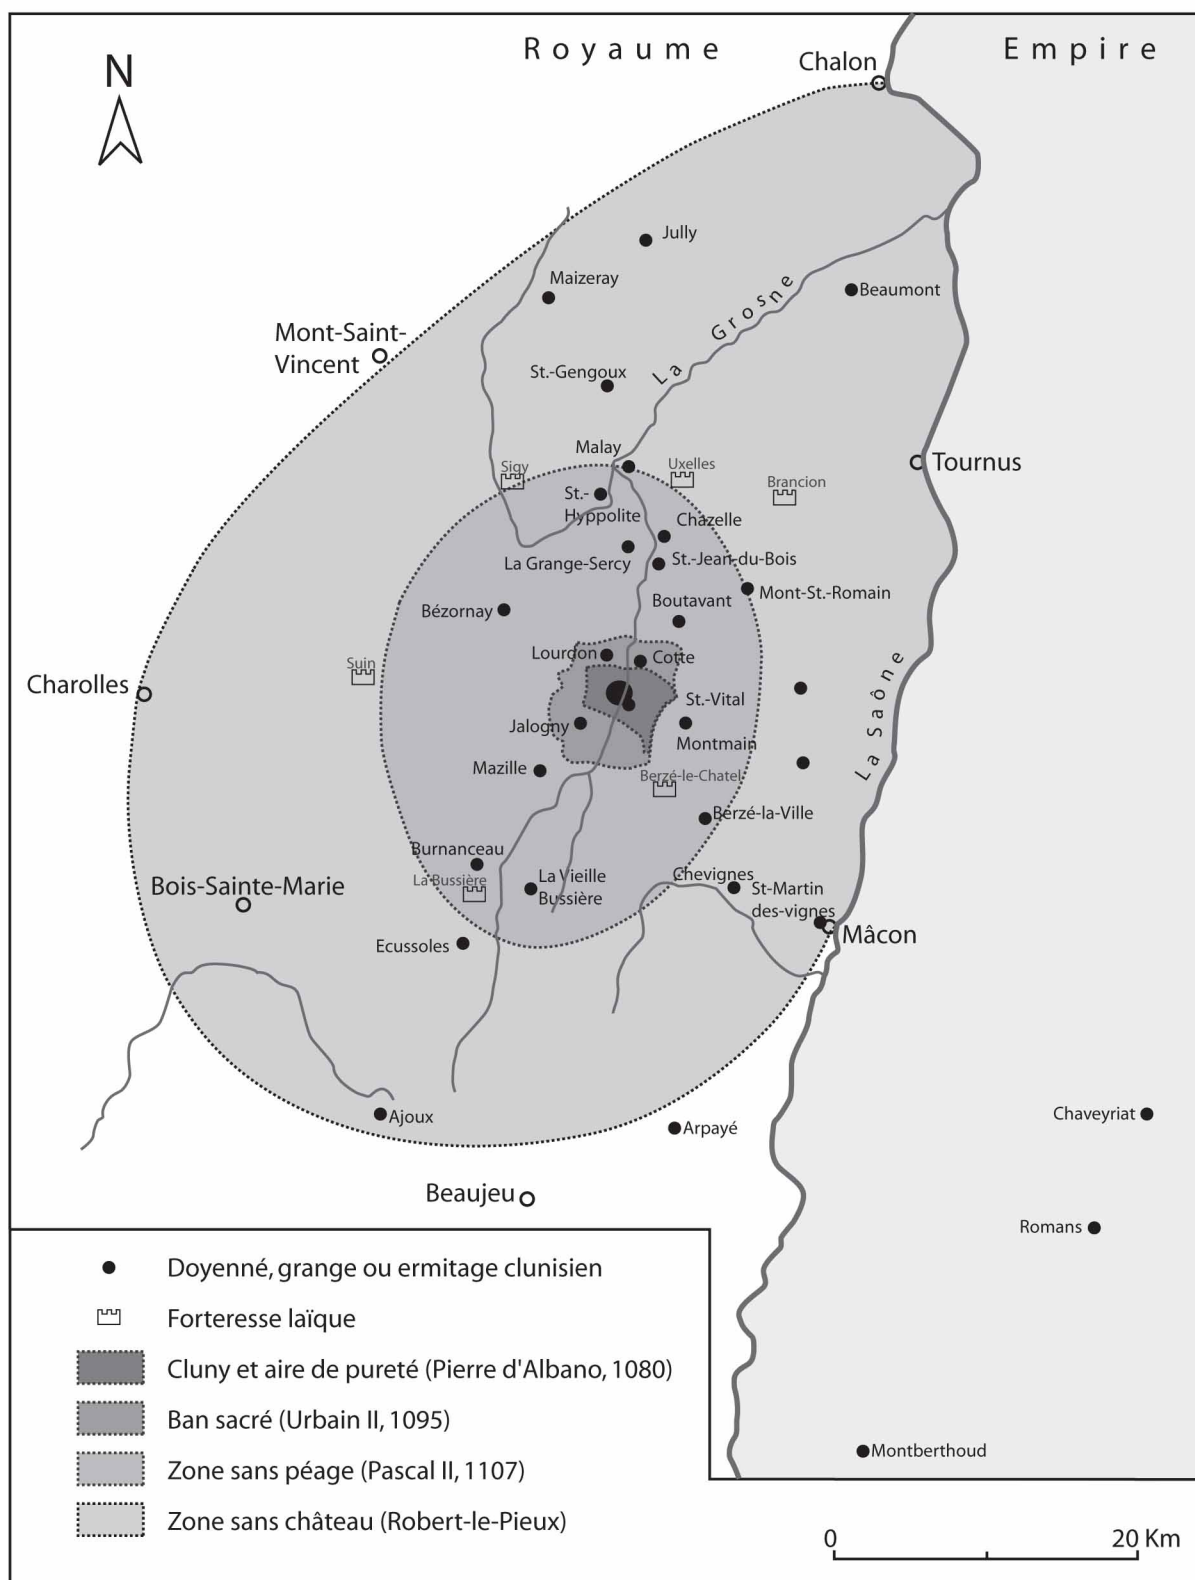 Royaume
Empire
Chalon
N
Jully
Maizeray
La Grosne
Beaumont
Mont-Saint-
Vincent
St.-Gengoux
Malay
Sigy
Uxelles
Tournus
Brancion
St.-
Hyppolite
Chazelle
La Grange-Sercy
St.-Jean-du-Bois
Mont-St.-Romain
Boutavant
Bézornay
Lourdon
Cotte
Suin
Charolles
La Saône
St.-Vital
Jalogny
Montmain
Mazille
Berzé-le-Chatel
Berzé-la-Ville
Burnanceau
La Bussière
La Vieille
Bussière
Chevignes
St-Martin
des-vignes
Bois-Sainte-Marie
Mâcon
Ecussoles
Ajoux
Arpayé
Chaveyriat
Beaujeu
Romans
Montberthoud
Doyenné, grange ou ermitage clunisien
Forteresse laïque
Cluny et aire de pureté (Pierre d'Albano, 1080)
Ban sacré (Urbain II, 1095)
Zone sans péage (Pascal II, 1107)
Zone sans château (Robert-le-Pieux)
0 20 Km